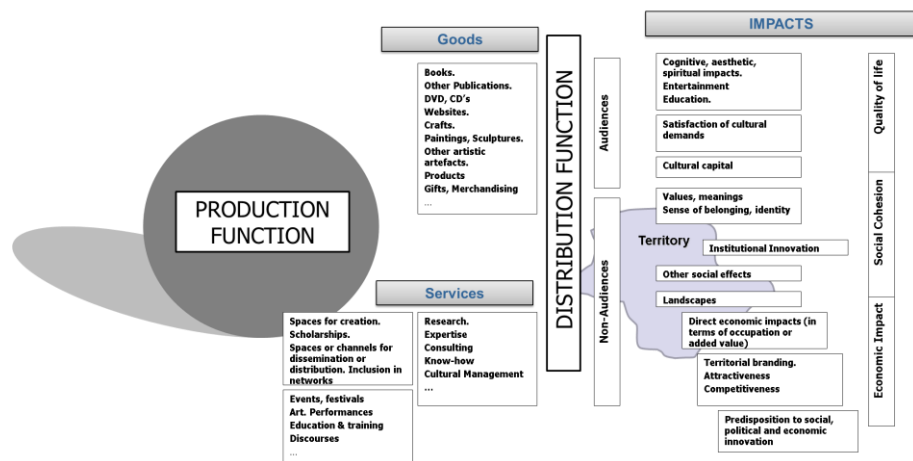 IMPACTS
Goods
Books.
Other Publications.
DVD, CD's
Websites.
Crafts.
Paintings, Sculptures.
Other artistic
artefacts.
Products
Gifts, Merchandising
...
PRODUCTION
FUNCTION
Services
Spaces for creation.
Scholarships.
Spaces or channels for
dissemination or
distribution. Inclusion in
networks
Events, festivals
Art. Performances
Education & training
Discourses
...
Research.
Expertise
Consulting
Know-how
Cultural Management
...
DISTRIBUTION FUNCTION
Audiences
Non-Audiences
Cognitive, aesthetic,
spiritual impacts.
Entertainment
Education.
Satisfaction of cultural
demands
Cultural capital
Values, meanings
Sense of belonging, identity
Territory
Institutional Innovation
Other social effects
Landscapes
Direct economic impacts (in
terms of occupation or
added value)
Territorial branding.
Attractiveness
Competitiveness
Predisposition to social,
political and economic
innovation
Quality of life
Social Cohesion
Economic Impact